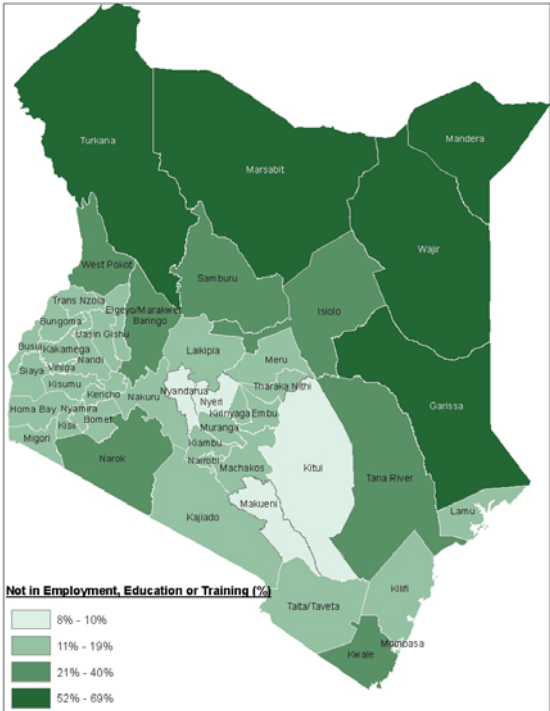 Turkana
Mandera
Marsabit
Wajir
West Pokot
Samburu
Isiolo
Trans Nzoia
Elgeyo/Marakwet
Baringo
Bungoma
Uasin Gishu
Busia
Kakamega
Nandi
Laikipia
Meru
Siaya
Vihiga
Kisumu
Nyandarua
Tharaka Nithi
Kericho
Nakuru
Nyeri
Garissa
Homa Bay
Nyamira
Kirinyaga
Embu
Kisii
Bomet
Muranga
Migori
Kiambu
Narok
Nairobi
Machakos
Kitui
Tana River
Makueni
Lamu
Kajiado
Kilifi
Taita/Taveta
Mombasa
Kwale
Not in Employment, Education or Training (%)
8% - 10%
11% - 19%
21% - 40%
52% - 69%